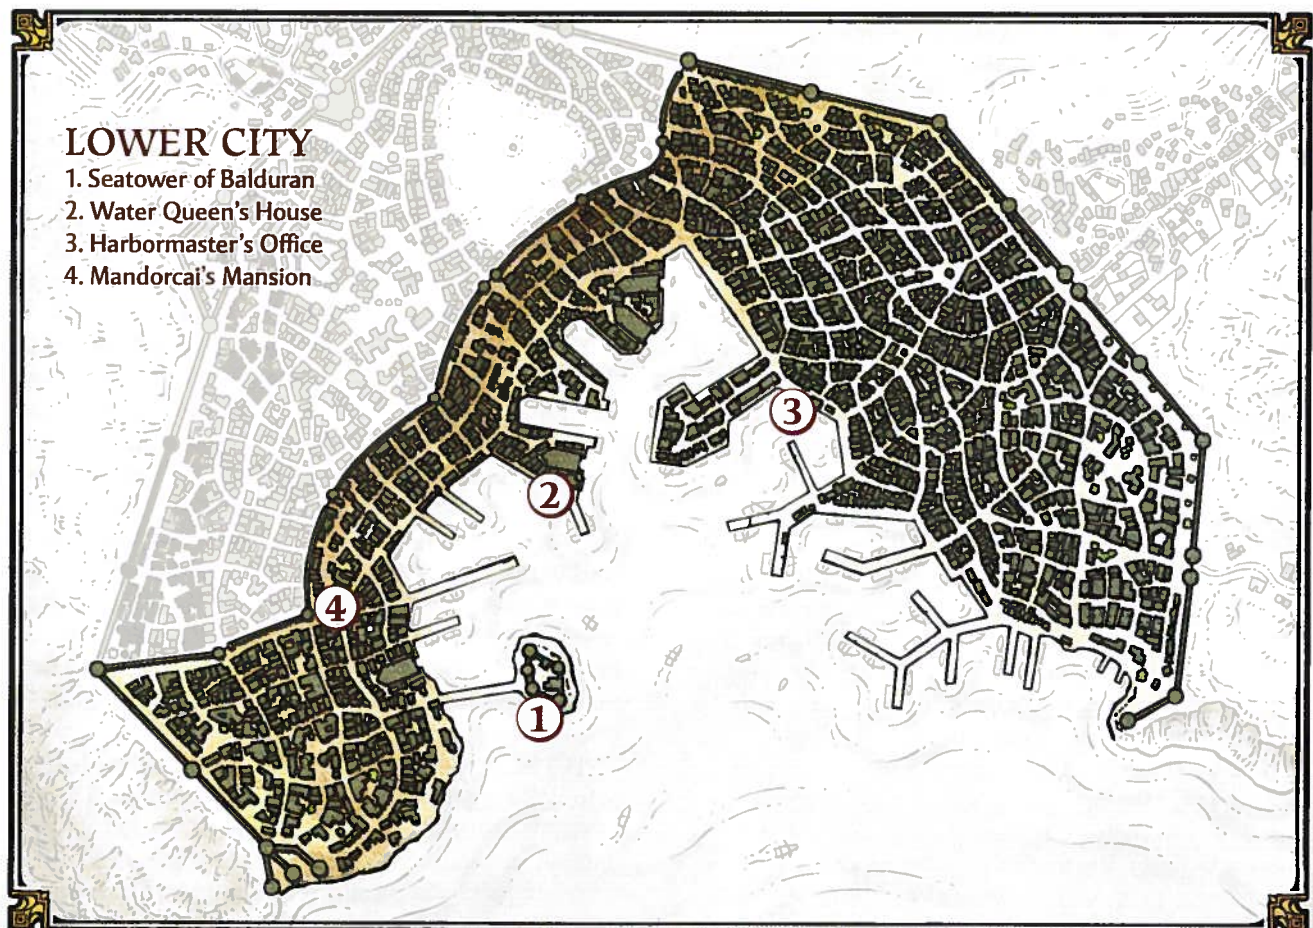 LOWER CITY
1. Seatower of Balduran
2. Water Queen's House
3. Harbormaster's Office
4. Mandorcai's Mansion
3
2
4
1